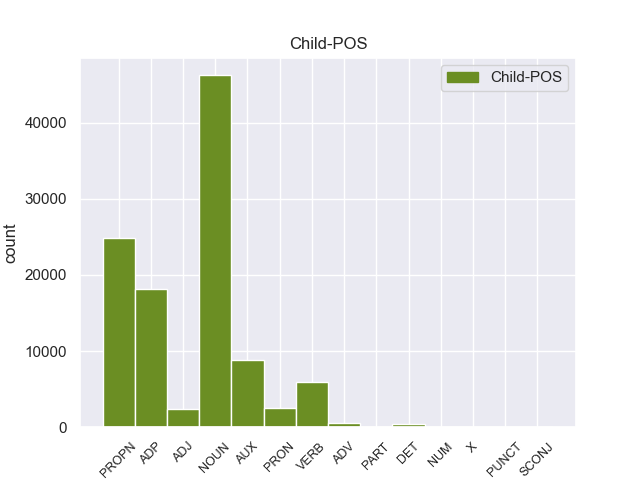 Child-POS
Child-POS
count
40000
30000
20000
10000
0
PROPN ADP ADJ NOUN AUX PRON VERB ADV PART DET NUM X PUNCT SCONJ